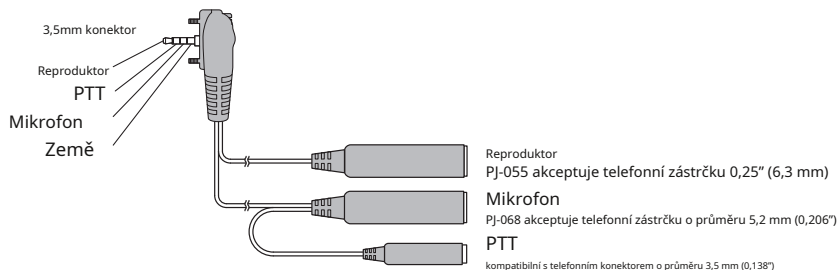 3,5mm konektor
Reproduktor
PTT
Mikrofon
Země
Reproduktor
PJ-055 akceptuje telefonní zástrčku 0,25” (6,3 mm)
Mikrofon
PJ-068 akceptuje telefonní zástrčku o průměru 5,2 mm (0,206”)
PTT
kompatibilní s telefonním konektorem o průměru 3,5 mm (0,138”)